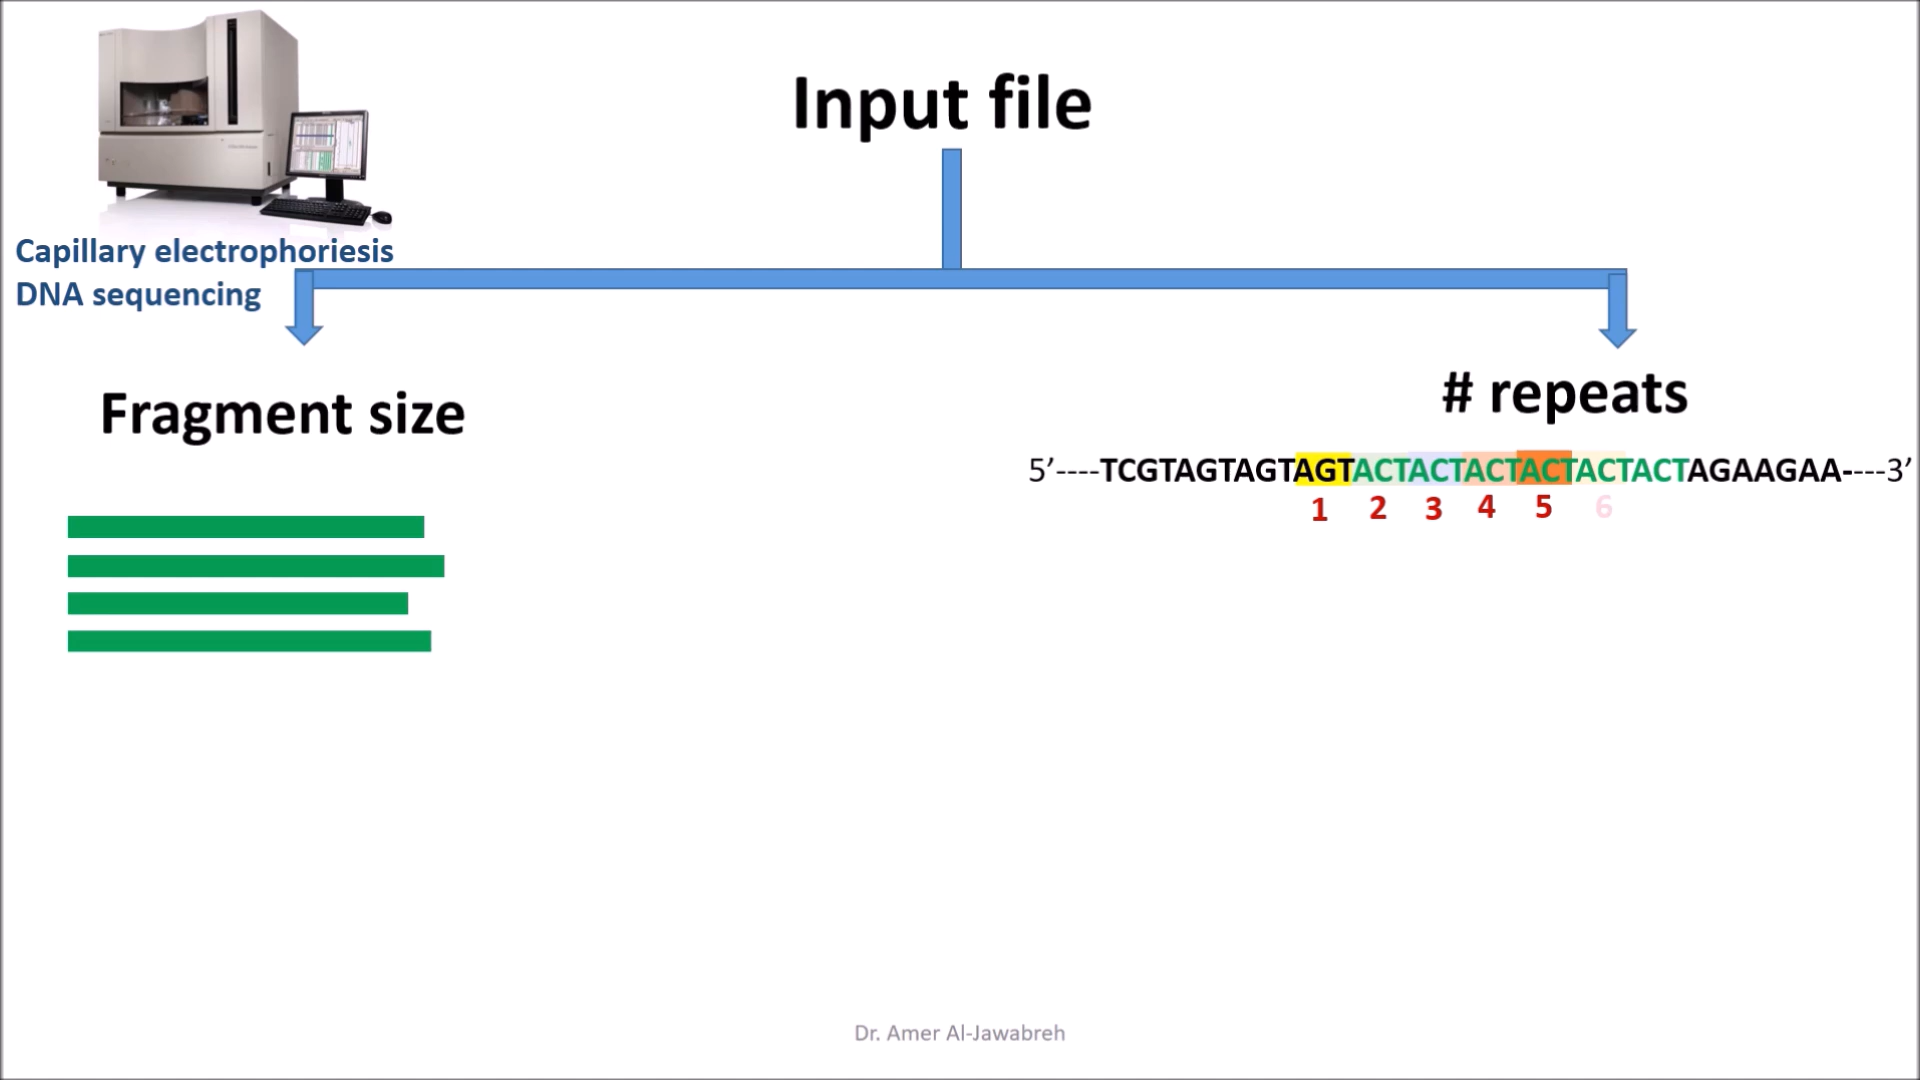 Input file
Capillary electrophoriesis
DNA sequencing
Fragment size
# repeats
5’----TCGTAGTAGTAGTACTACTACTACTACTACTAGAAGAA----3’
1 2 3 4 5 6
Dr. Amer Al-Jawabreh